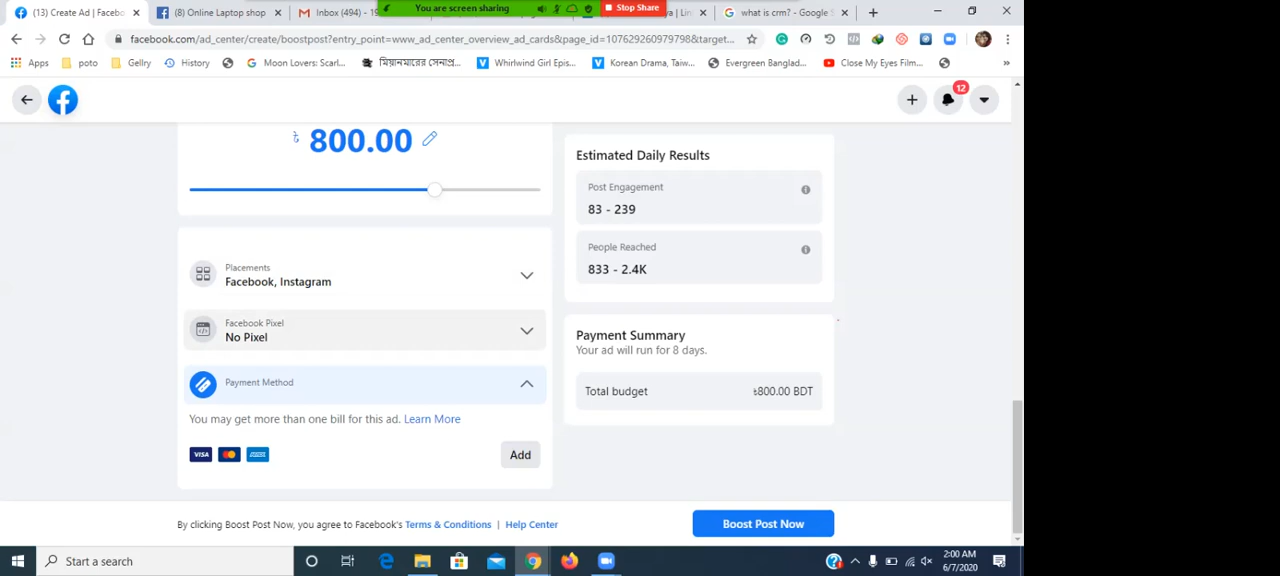 (13) Create Ad | Facebo
(8) Online Laptop shop
Inbox (494) - 19
You are screen sharing
Stop Share
what is crm? - Google S
facebook.com/ad_center/create/boostpost?entry_point=www_ad_center_overview_ad_cards&page_id=107629260979798&target...
Apps
poto
Gellry
History
Moon Lovers: Scarl...
মিয়ানমারের সেনাপ্র...
Whirlwind Girl Epis...
Korean Drama, Taiw...
Evergreen Banglad...
Close My Eyes Film...
»
12
৳ 800.00
Estimated Daily Results
Post Engagement
83 - 239
People Reached
833 - 2.4K
Placements
Facebook, Instagram
Facebook Pixel
No Pixel
Payment Summary
Your ad will run for 8 days.
Payment Method
Total budget
৳800.00 BDT
You may get more than one bill for this ad. Learn More
VISA
Add
By clicking Boost Post Now, you agree to Facebook's Terms & Conditions | Help Center
Boost Post Now
Type a search
2:00 AM
6/7/2020